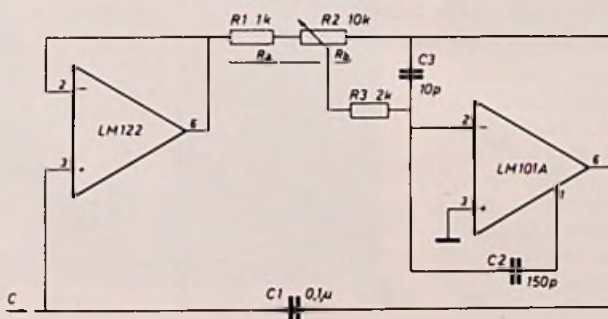 R1 1k R2 10k
Ra Rb
C3
10p
R3 2k
2
-
6
LM122
3
+
2
-
6
LM101A
3
+
1
C2
150p
C
C1 0,1µ